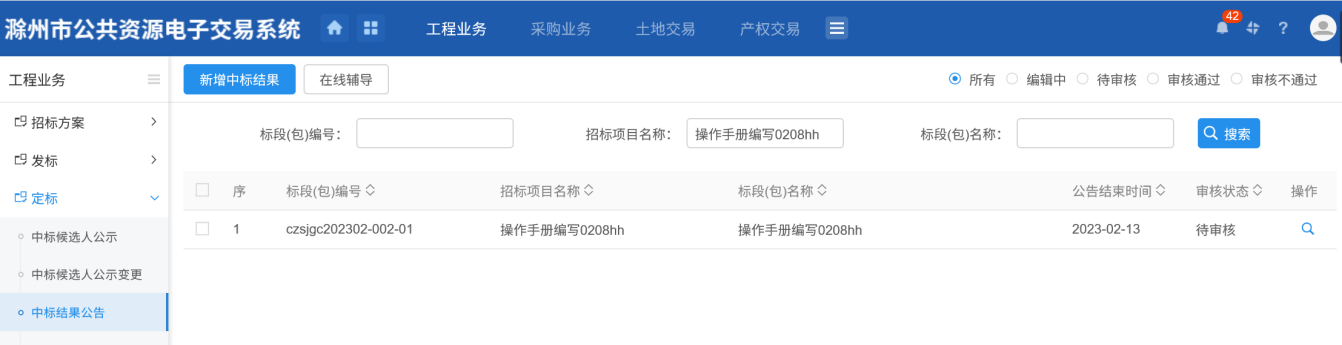 滁州市公共资源电子交易系统 工程业务 采购业务 土地交易 产权交易 42 ?
工程业务 新增中标结果 在线辅导 所有 编辑中 待审核 审核通过 审核不通过
招标方案
标段(包)编号： 招标项目名称： 操作手册编写0208hh 标段(包)名称： 搜索
发标
定标
序 标段(包)编号 招标项目名称 标段(包)名称 公告结束时间 审核状态 操作
1 czsjgc202302-002-01 操作手册编写0208hh 操作手册编写0208hh 2023-02-13 待审核
中标候选人公示
中标候选人公示变更
中标结果公告